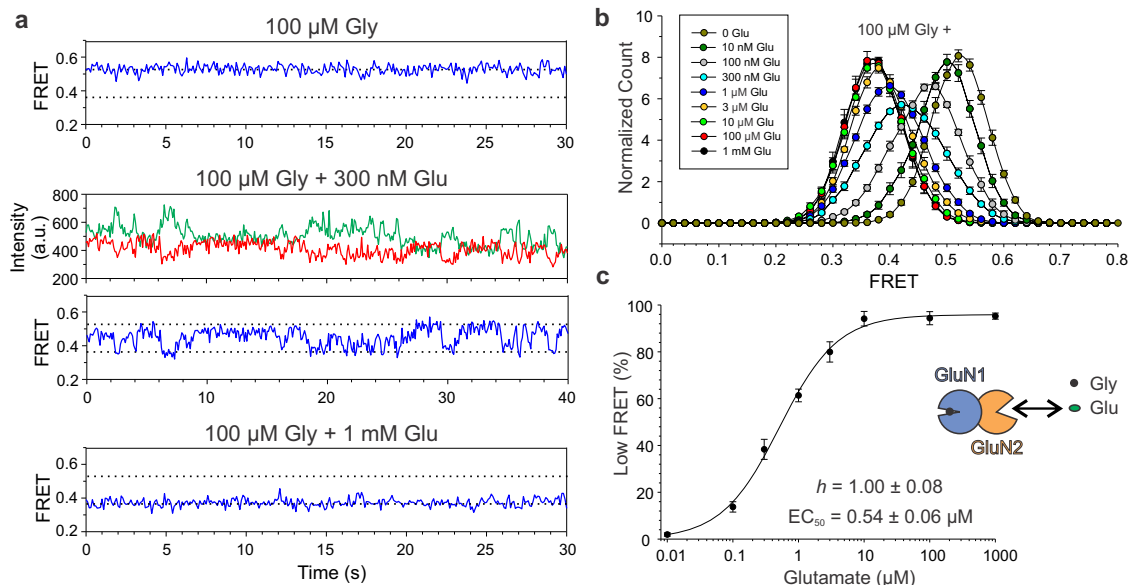 a
100 µM Gly
FRET
0.6
0.4
0.2
0 5 10 15 20 25 30
100 µM Gly + 300 nM Glu
Intensity
(a.u.)
800
600
400
200
FRET
0.6
0.4
0.2
0 10 20 30 40
100 µM Gly + 1 mM Glu
FRET
0.6
0.4
0.2
0 5 10 15 20 25 30
Time (s)
b
100 µM Gly +
0 Glu
10 nM Glu
100 nM Glu
300 nM Glu
1 µM Glu
3 µM Glu
10 µM Glu
100 µM Glu
1 mM Glu
Normalized Count
10
8
6
4
2
0
0.0 0.1 0.2 0.3 0.4 0.5 0.6 0.7 0.8
FRET
c
Low FRET (%)
100
80
60
40
20
0
GluN1
GluN2
Gly
Glu
h = 1.00 ± 0.08
EC₅₀ = 0.54 ± 0.06 µM
0.01 0.1 1 10 100 1000
Glutamate (µM)